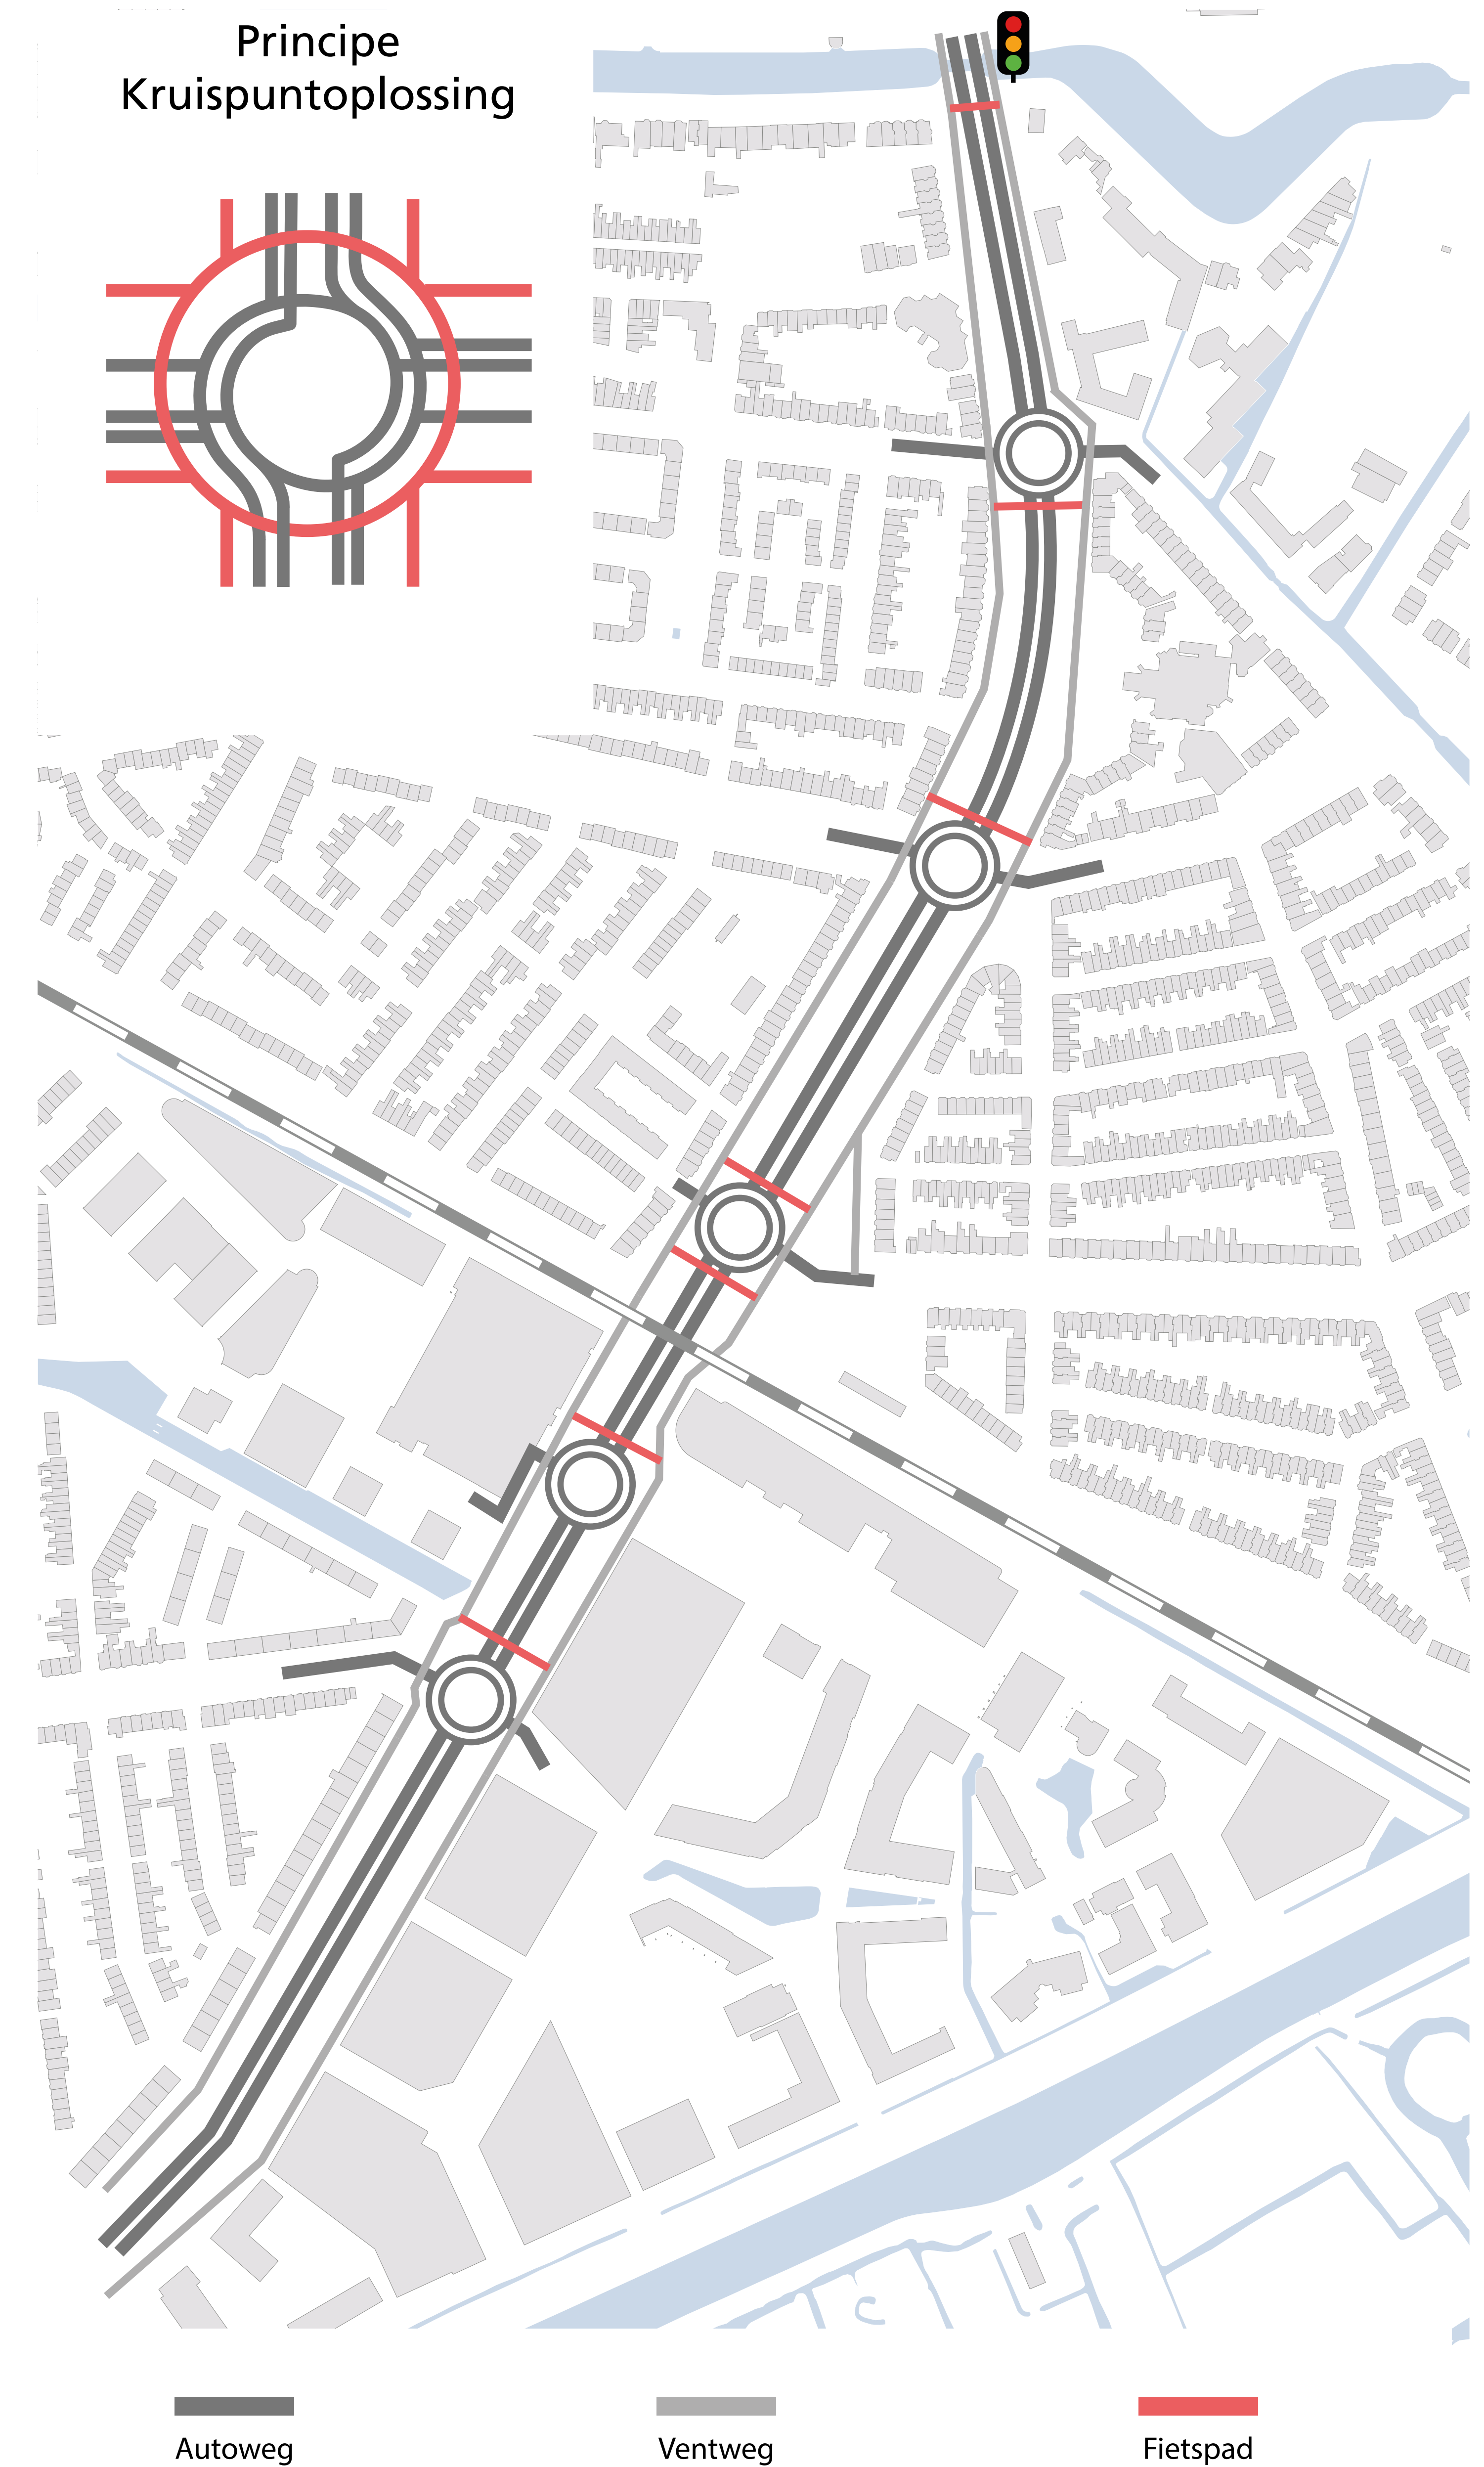 Principe
Kruispuntoplossing
Autoweg
Ventweg
Fietspad